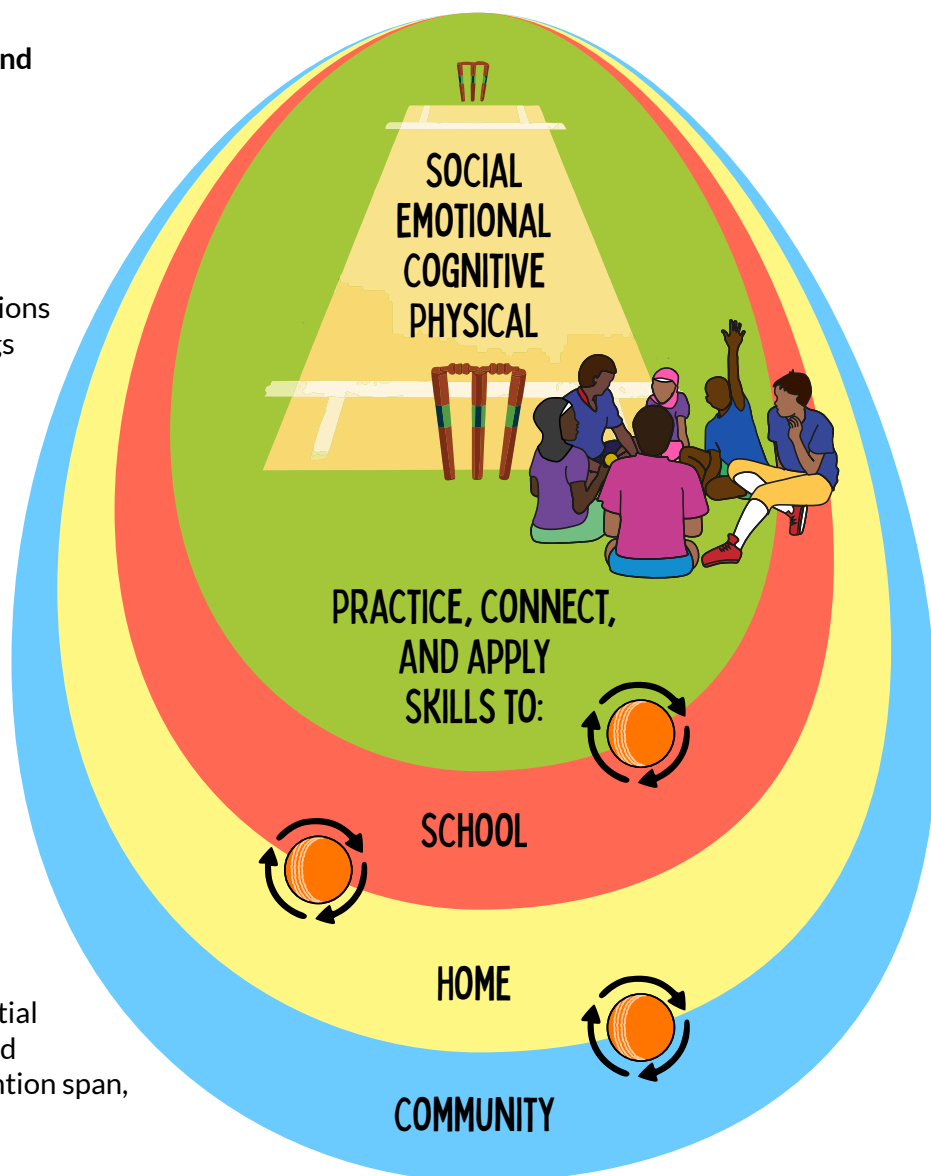 nd
SOCIAL
EMOTIONAL
COGNITIVE
PHYSICAL
ions
gs
PRACTICE, CONNECT,
AND APPLY
SKILLS TO:
SCHOOL
HOME
tial
d
ntion span,
COMMUNITY